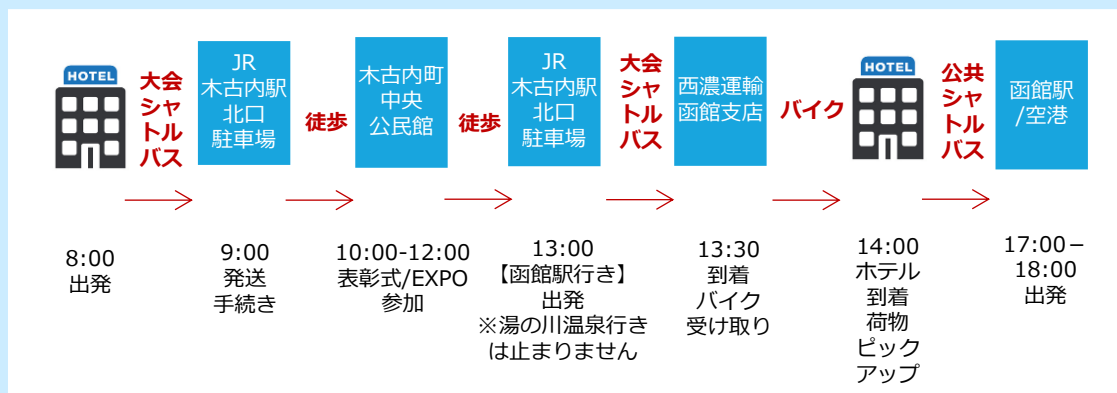 HOTEL
大会
シャ
トル
バス
JR
木古内駅
北口
駐車場
徒歩
木古内町
中央
公民館
徒歩
JR
木古内駅
北口
駐車場
大会
シャ
トル
バス
西濃運輸
函館支店
バイク
HOTEL
公共
シャ
トル
バス
函館駅
/空港
8:00
出発
9:00
発送
手続き
10:00-12:00
表彰式/EXPO
参加
13:00
【函館駅行き】
出発
※湯の川温泉行き
は止まりません
13:30
到着
バイク
受け取り
14:00
ホテル
到着
荷物
ピック
アップ
17:00－
18:00
出発